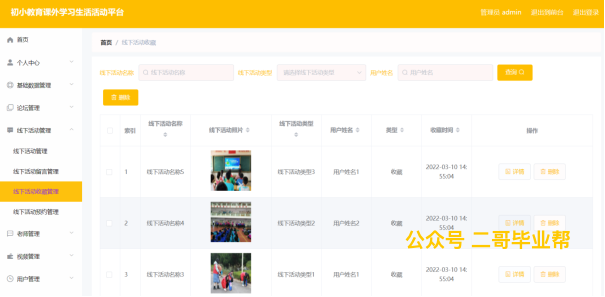 初小教育课外学习生活活动平台
管理员 admin 退出到前台 退出登录
首页 首页 / 线下活动收藏
个人中心
线下活动名称 线下活动名称 线下活动类型 请选择线下活动类型 用户姓名 用户姓名 查询
基础数据管理
删除
论坛管理
线下活动管理
索引 线下活动名称 线下活动照片 线下活动类型 用户姓名 类型 收藏时间 操作
线下活动管理
线下活动留言管理
1 线下活动名称5 线下活动类型3 用户姓名1 收藏 2022-03-10 14:55:04 详情 删除
线下活动收藏管理
线下活动预约管理
2 线下活动名称4 线下活动类型2 用户姓名2 收藏 2022-03-10 14:55:04 详情 删除
老师管理
公众号 二哥毕业帮
视频管理
3 线下活动名称3 线下活动类型1 用户姓名1 收藏 2022-03-10 14:55:04 详情 删除
用户管理